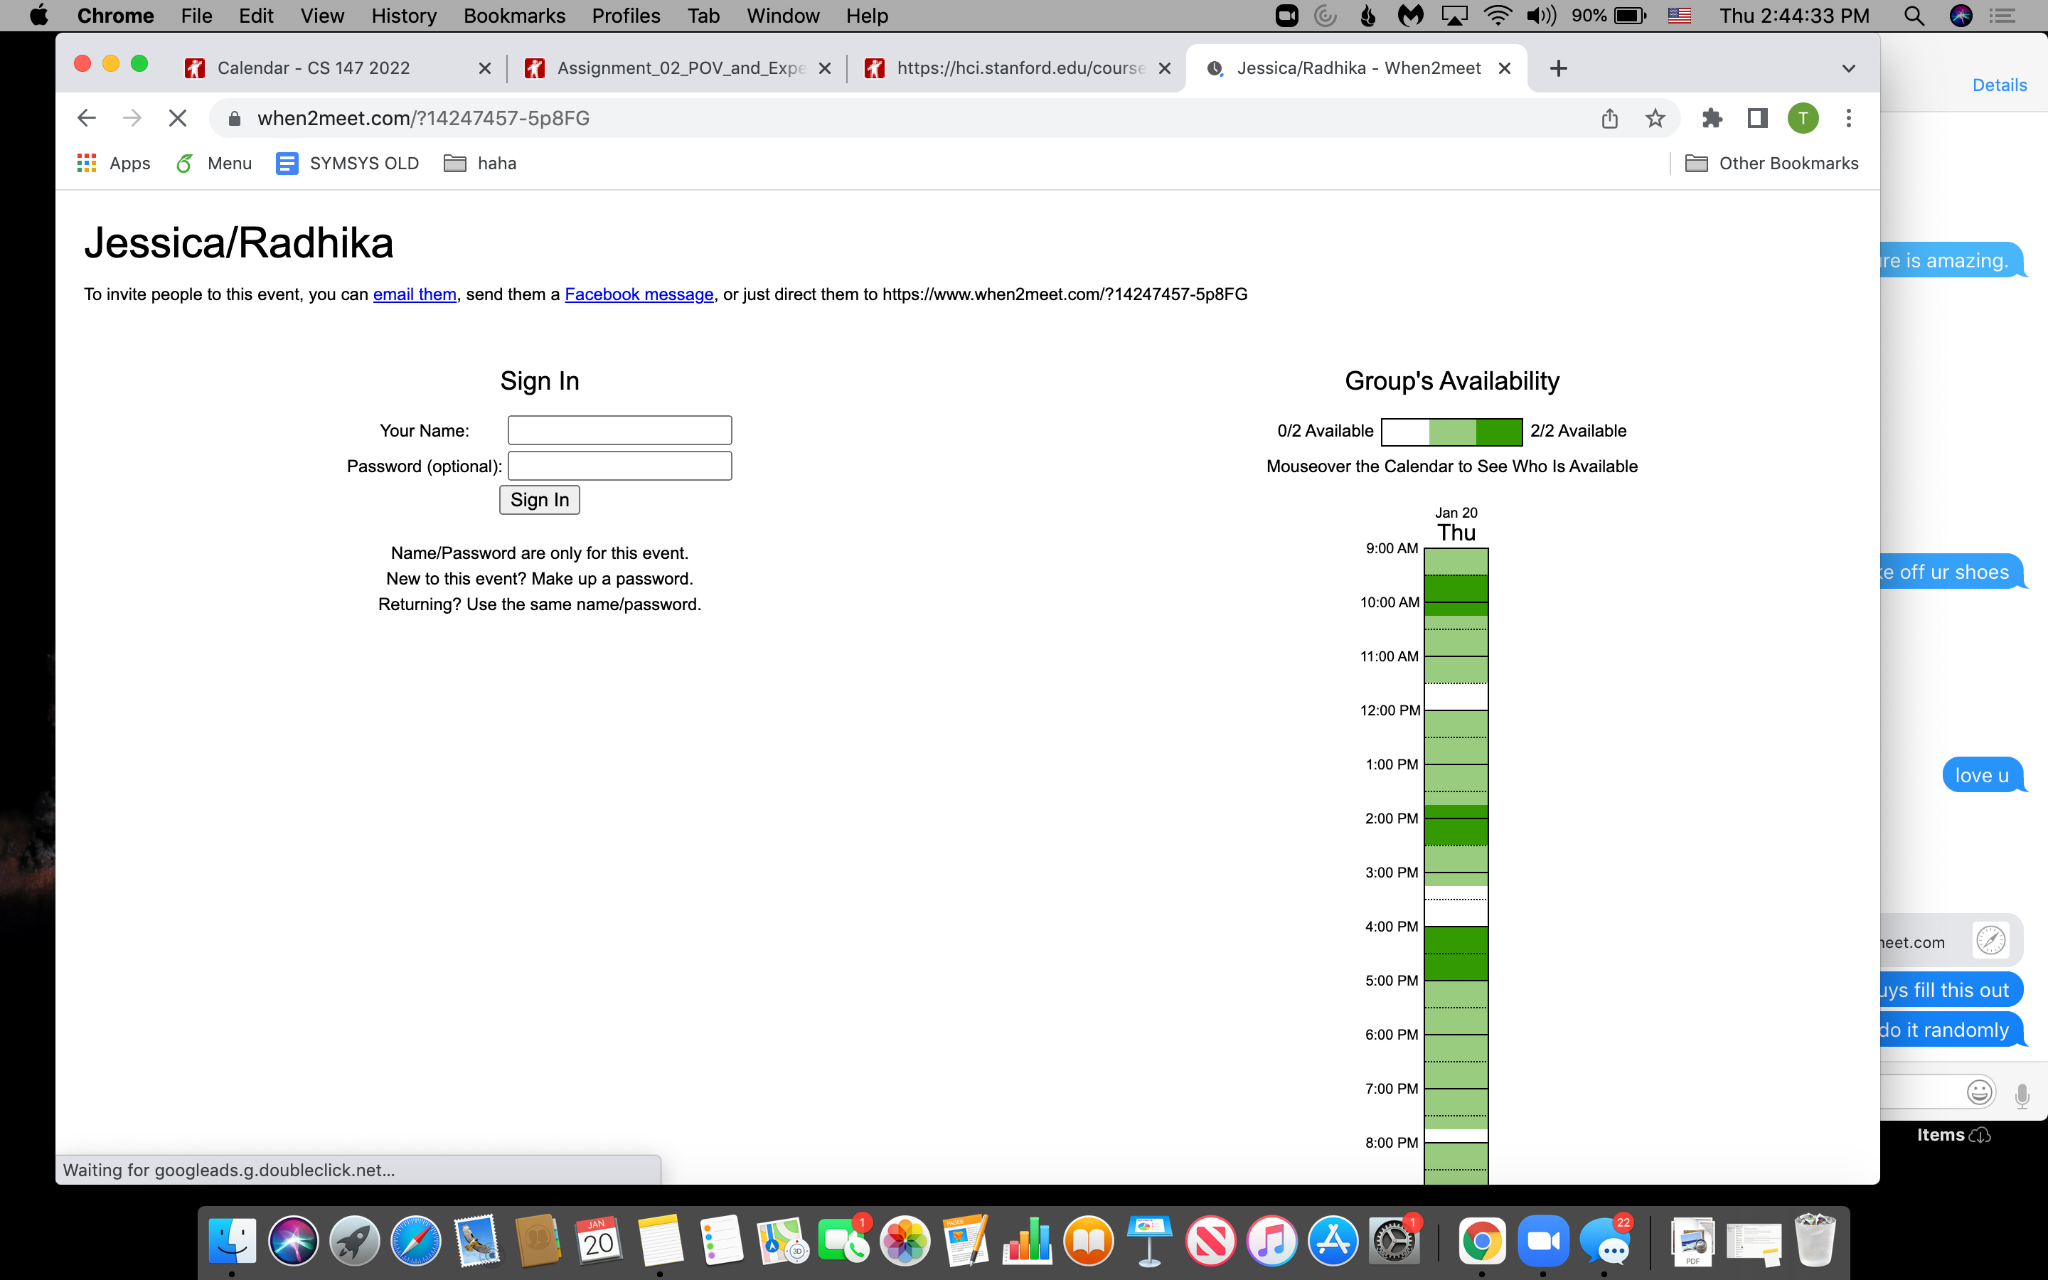 Chrome File Edit View History Bookmarks Profiles Tab Window Help 90% Thu 2:44:33 PM
Calendar - CS 147 2022 Assignment_02_POV_and_Expe https://hci.stanford.edu/course Jessica/Radhika - When2meet
Details
when2meet.com/?14247457-5p8FG T
Apps Menu SYMSYS OLD haha Other Bookmarks
Jessica/Radhika
To invite people to this event, you can email them, send them a Facebook message, or just direct them to https://www.when2meet.com/?14247457-5p8FG
Sign In
Your Name:
Password (optional):
Sign In
Name/Password are only for this event.
New to this event? Make up a password.
Returning? Use the same name/password.
Group's Availability
0/2 Available 2/2 Available
Mouseover the Calendar to See Who Is Available
Jan 20
Thu
9:00 AM
10:00 AM
11:00 AM
12:00 PM
1:00 PM
2:00 PM
3:00 PM
4:00 PM
5:00 PM
6:00 PM
7:00 PM
8:00 PM
re is amazing.
ke off ur shoes
love u
neet.com
uys fill this out
do it randomly
Items
Waiting for googleads.g.doubleclick.net...
JAN
20
3D
1
PAGES
1
22
PDF